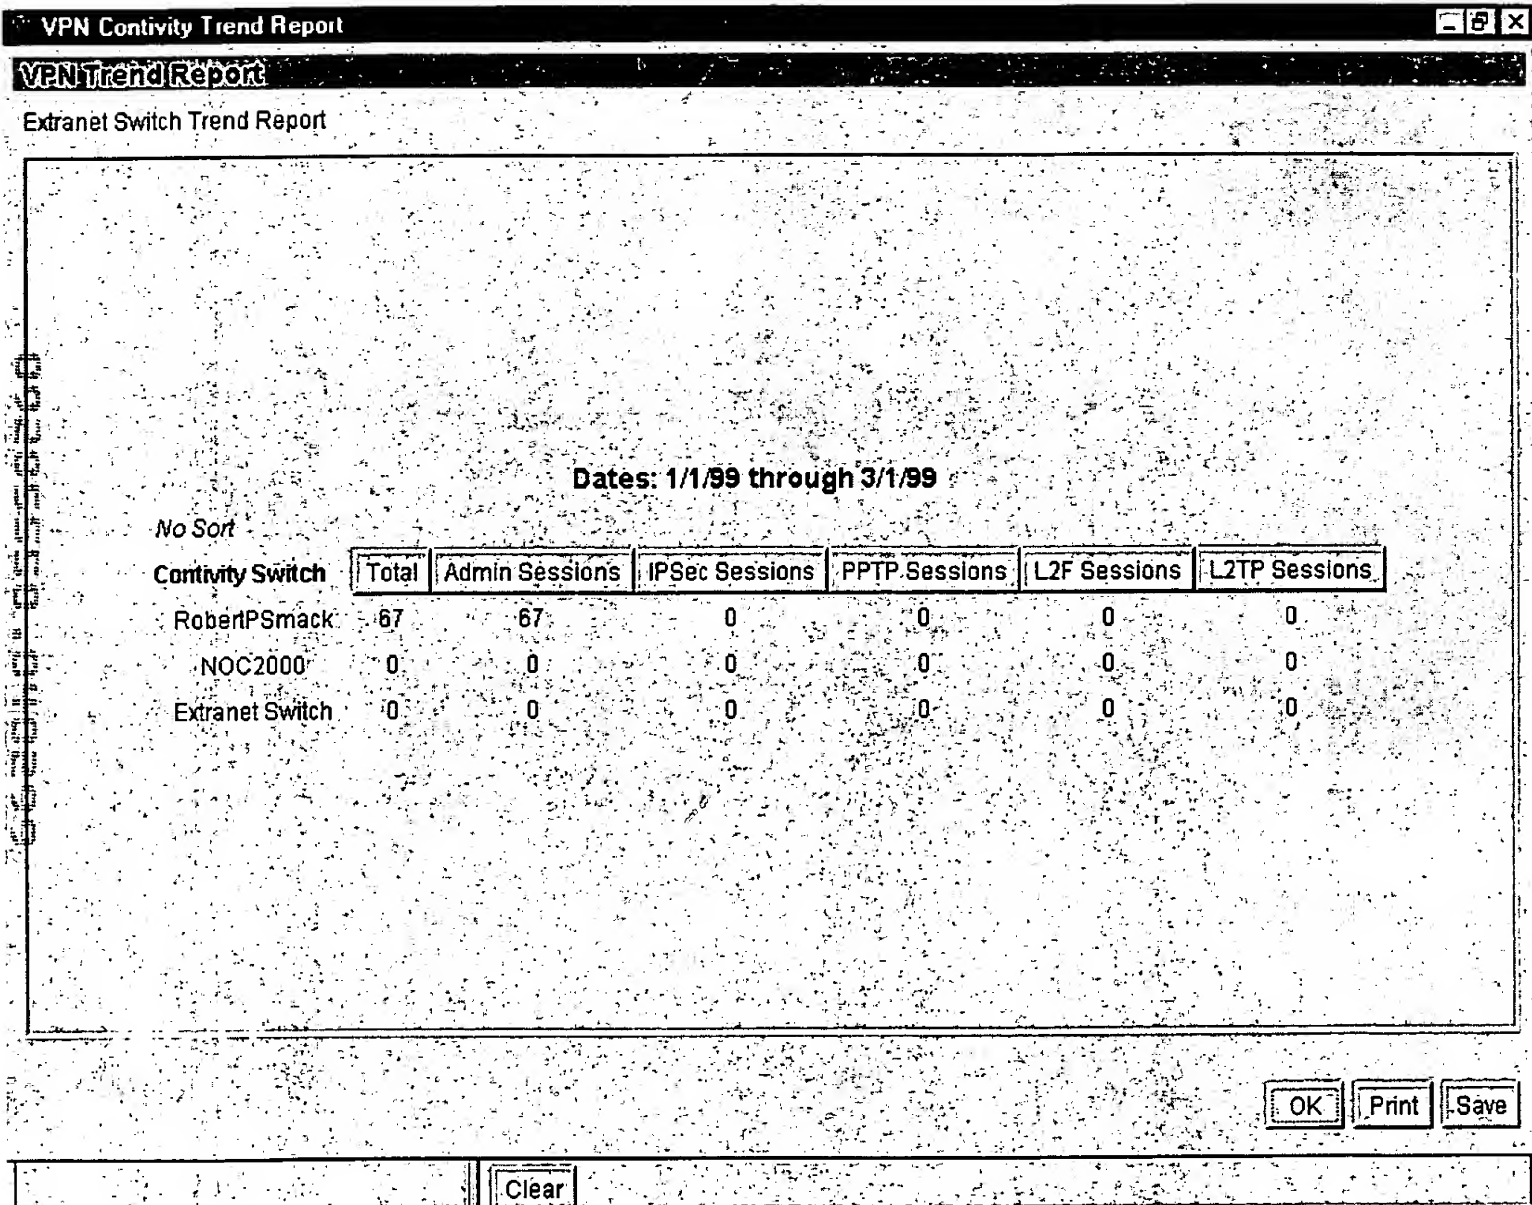 VPN Contivity Trend Report
VPN Trend Report
Extranet Switch Trend Report
Dates: 1/1/99 through 3/1/99
No Sort
Contivity Switch Total Admin Sessions IPSec Sessions PPTP Sessions L2F Sessions L2TP Sessions
RobertPSmack 67 67 0 0 0 0
NOC2000 0 0 0 0 0 0
Extranet Switch 0 0 0 0 0 0
OK Print Save
Clear